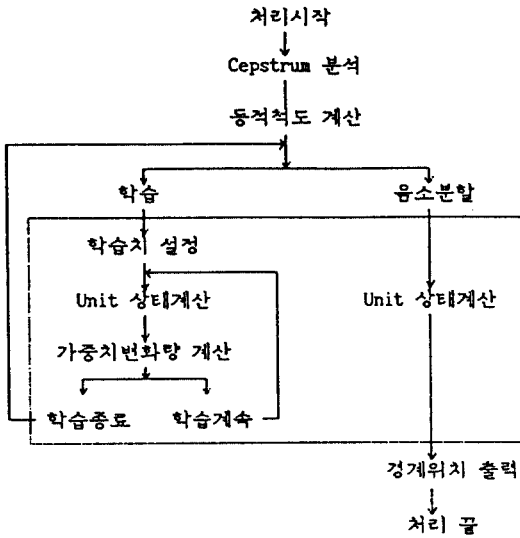 처리시작
Cepstrum 분석
동적척도 계산
학습 음소분할
학습치 설정
Unit 상태계산 Unit 상태계산
가중치변화량 계산
학습종료 학습계속
경계위치 출력
처리 끝